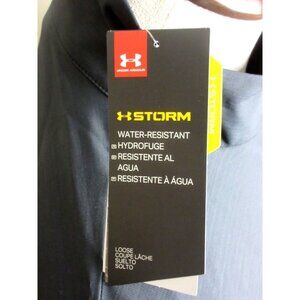 UNDER ARMOUR
STORM
WATER-RESISTANT
HYDROFUGE
RESISTENTE AL
AGUA
RESISTENTE À ÁGUA
LOOSE
COUPE LÂCHE
SUELTO
SOLTO